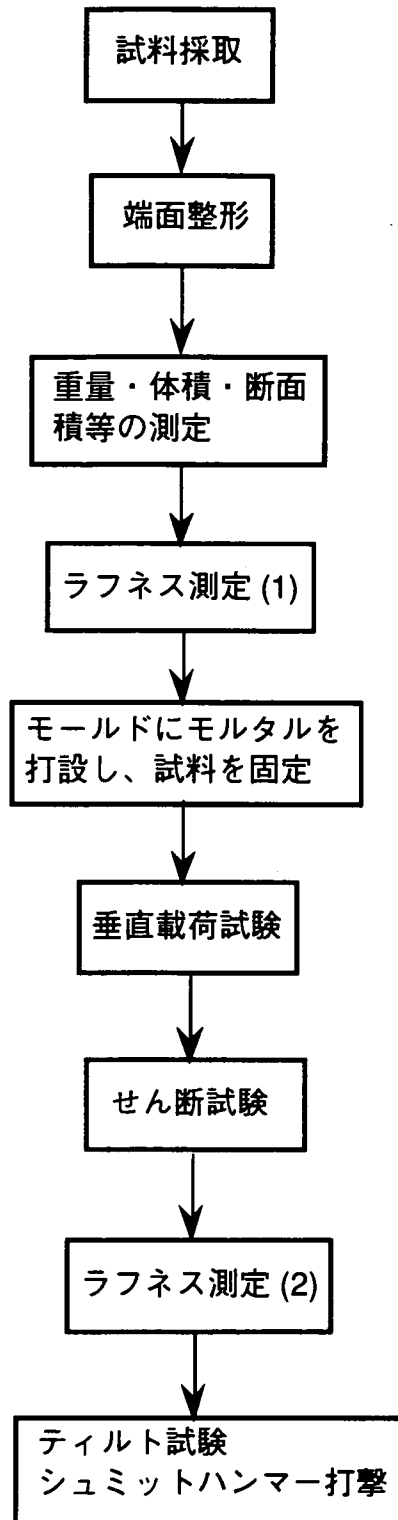 試料採取
端面整形
重量・体積・断面
積等の測定
ラフネス測定 (1)
モールドにモルタルを
打設し、試料を固定
垂直載荷試験
せん断試験
ラフネス測定 (2)
ティルト試験
シュミットハンマー打撃